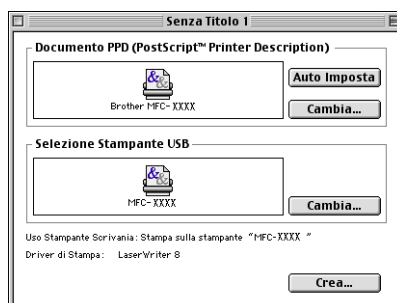 Senza Titolo 1
Documento PPD (PostScript™ Printer Description)
Brother MFC-XXXX
Auto Imposta
Cambia...
Selezione Stampante USB
MFC-XXXX
Cambia...
Uso Stampante Scrivania: Stampa sulla stampante "MFC-XXXX "
Driver di Stampa: LaserWriter 8
Crea...